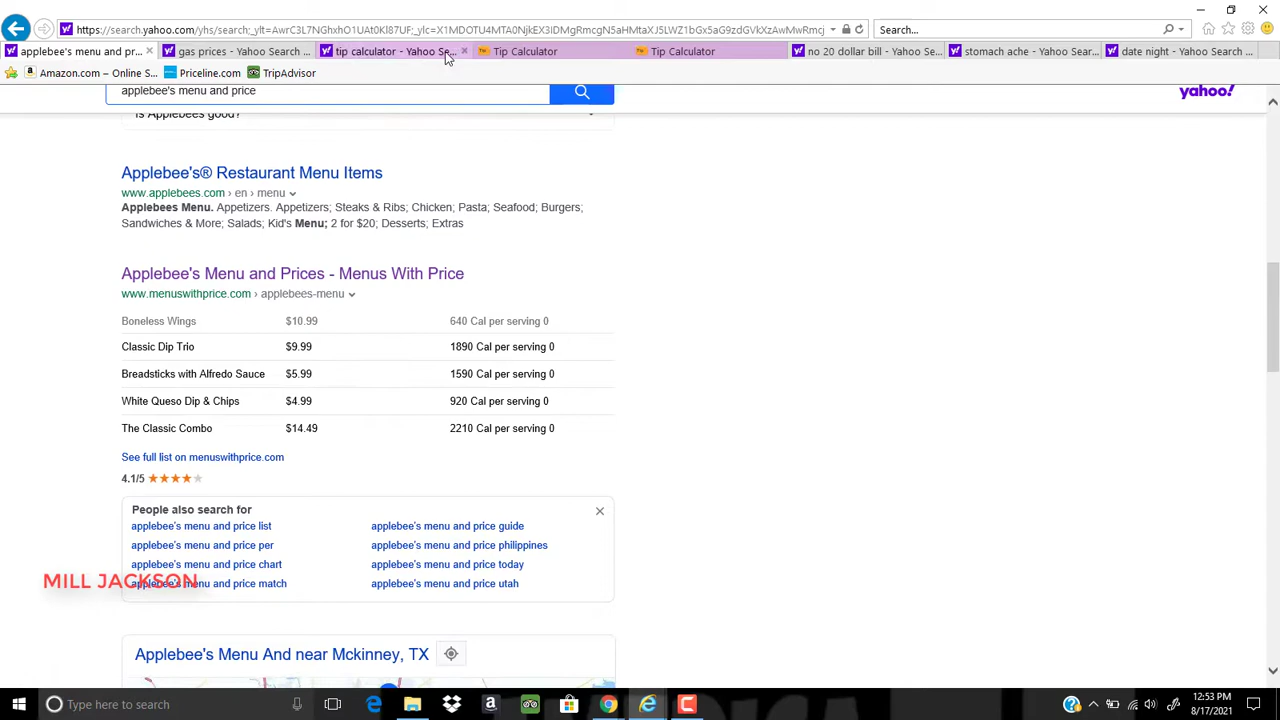 https://search.yahoo.com/yhs/search;_ylt=AwrC3L7NGhxhO1UAt0Kl87UF;_ylc=X1MDOTU4MTA0NjkEX3IDMgRmcgN5aHMtaXJ5LWZ1bGx5aG9zdGVkXzAwMwRmcj
Search...
applebee's menu and pr...
gas prices - Yahoo Search ...
tip calculator - Yahoo Se...
Tip Calculator
Tip Calculator
no 20 dollar bill - Yahoo Sear...
stomach ache - Yahoo Sear...
date night - Yahoo Search ...
Amazon.com – Online S...
Priceline.com
TripAdvisor
applebee's menu and price
yahoo!
Is Applebees good?
Applebee's® Restaurant Menu Items
www.applebees.com › en › menu
Applebees Menu. Appetizers. Appetizers; Steaks & Ribs; Chicken; Pasta; Seafood; Burgers;
Sandwiches & More; Salads; Kid's Menu; 2 for $20; Desserts; Extras
Applebee's Menu and Prices - Menus With Price
www.menuswithprice.com › applebees-menu
Boneless Wings $10.99 640 Cal per serving 0
Classic Dip Trio $9.99 1890 Cal per serving 0
Breadsticks with Alfredo Sauce $5.99 1590 Cal per serving 0
White Queso Dip & Chips $4.99 920 Cal per serving 0
The Classic Combo $14.49 2210 Cal per serving 0
See full list on menuswithprice.com
4.1/5
People also search for
applebee's menu and price list applebee's menu and price guide
applebee's menu and price per applebee's menu and price philippines
applebee's menu and price chart applebee's menu and price today
applebee's menu and price match applebee's menu and price utah
MILL JACKSON
Applebee's Menu And near Mckinney, TX
Type here to search
12:53 PM
8/17/2021